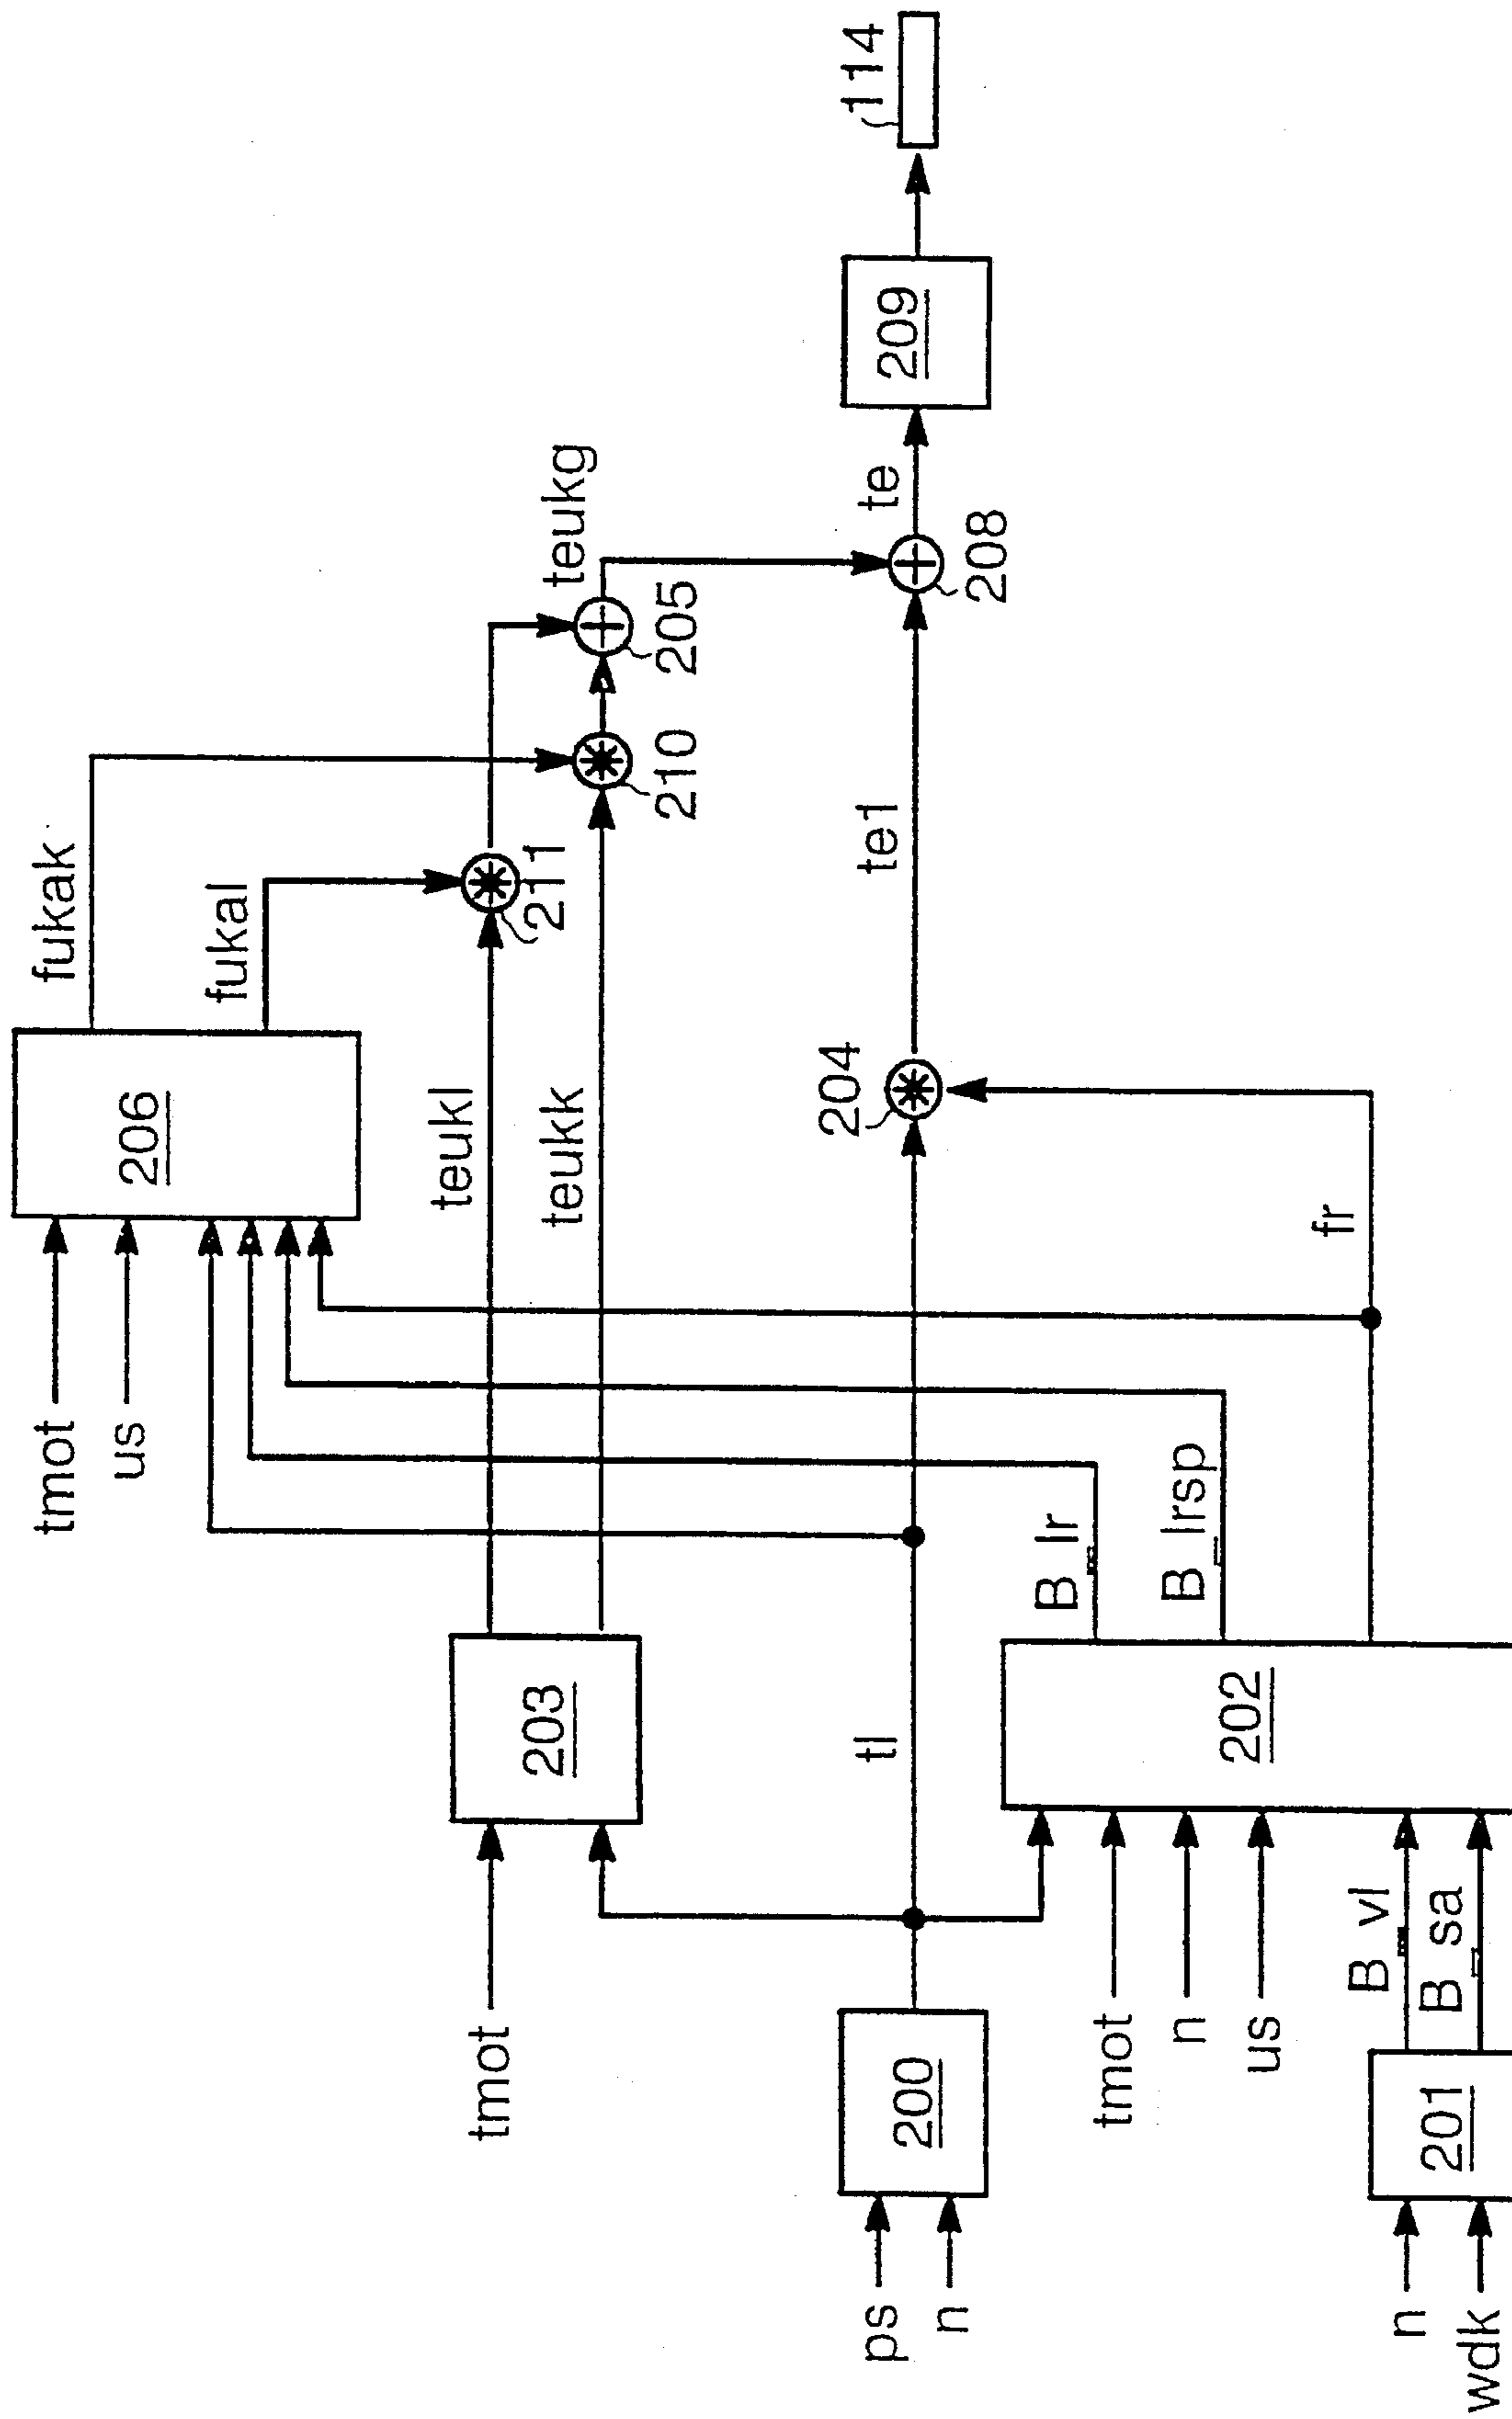 fukak
fukal
206
tmot
us
teukg
205
210
211
teukl
teukk
203
tmot
114
209
te
208
te1
204
tl
200
ps
n
fr
B_lr
B_lrsp
202
tmot
n
us
B_vl
B_sa
201
n
wdk